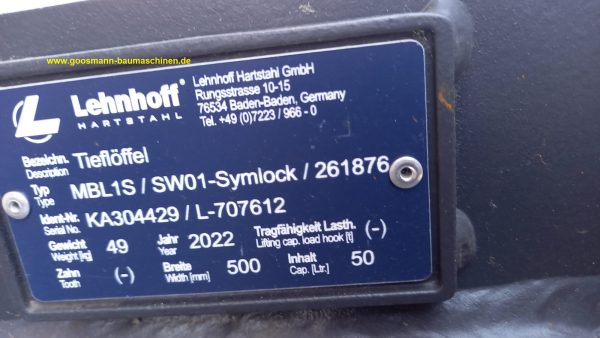 www.goosmann-baumaschinen.de
Lehnhoff®
HARTSTAHL
Lehnhoff Hartstahl GmbH
Rungsstrasse 10-15
76534 Baden-Baden, Germany
Tel. +49 (0)7223 / 966 - 0
Bezeichn. Tieflöffel
Description
Typ MBL1S / SW01-Symlock / 261876
Type
Ident-Nr. KA304429 / L-707612
Serial No.
Gewicht 49 Jahr 2022 Tragfähigkeit Lasth. (-)
Weight [kg] Year Lifting cap. load hook [t]
Zahn (-) Breite 500 Inhalt 50
Tooth Width [mm] Cap. [Ltr.]